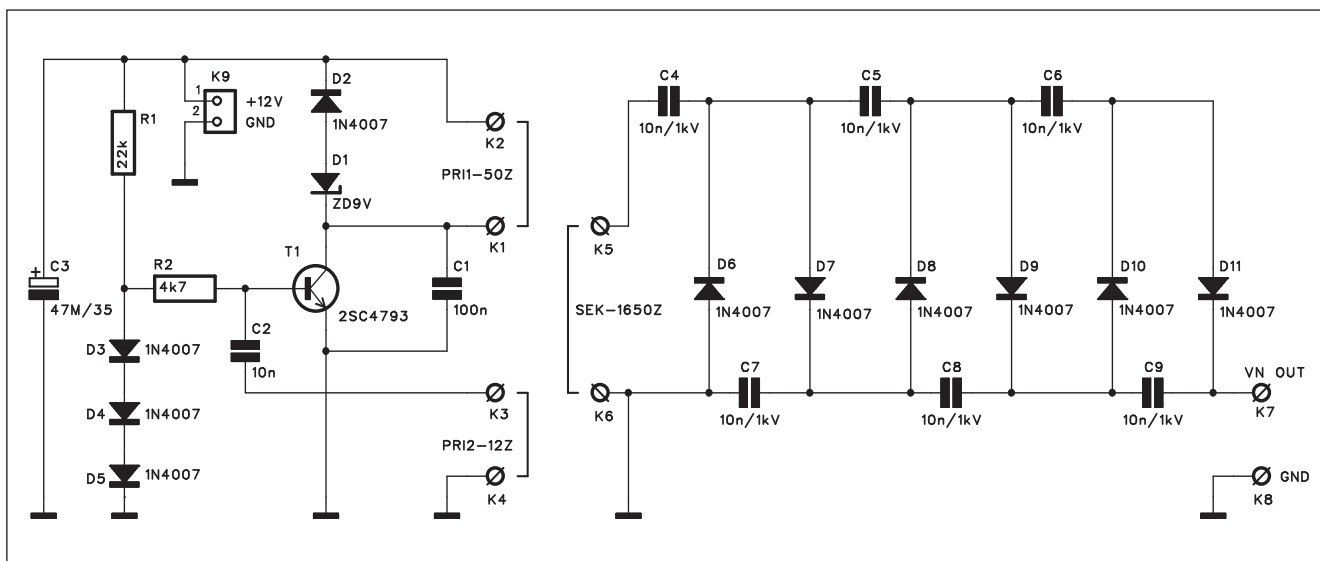 K9
1
2
+12V
GND
R1
22k
D2
1N4007
D1
ZD9V
K2
PRI1-50Z
K1
T1
2SC4793
C1
100n
R2
4k7
C2
10n
+
C3
47M/35
D3
1N4007
D4
1N4007
D5
1N4007
K3
PRI2-12Z
K4
C4
10n/1kV
C5
10n/1kV
C6
10n/1kV
K5
SEK-1650Z
K6
D6
1N4007
D7
1N4007
D8
1N4007
D9
1N4007
D10
1N4007
D11
1N4007
C7
10n/1kV
C8
10n/1kV
C9
10n/1kV
VN OUT
K7
GND
K8